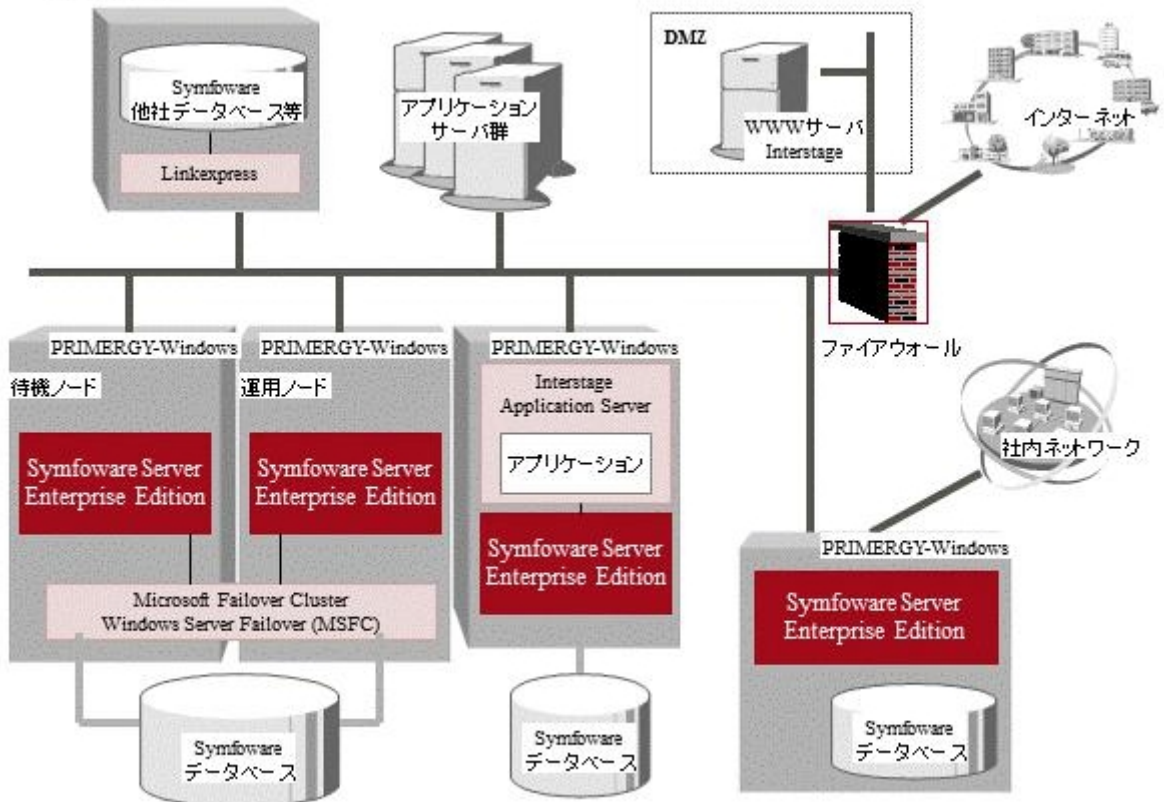 Symfoware
他社データベース等
Linkexpress
アプリケーション
サーバ群
DMZ
WWWサーバ
Interstage
インターネット
ファイアウォール
PRIMERGY-Windows
待機ノード
Symfoware Server
Enterprise Edition
PRIMERGY-Windows
運用ノード
Symfoware Server
Enterprise Edition
Microsoft Failover Cluster
Windows Server Failover (MSFC)
Symfoware
データベース
PRIMERGY-Windows
Interstage
Application Server
アプリケーション
Symfoware Server
Enterprise Edition
Symfoware
データベース
社内ネットワーク
PRIMERGY-Windows
Symfoware Server
Enterprise Edition
Symfoware
データベース